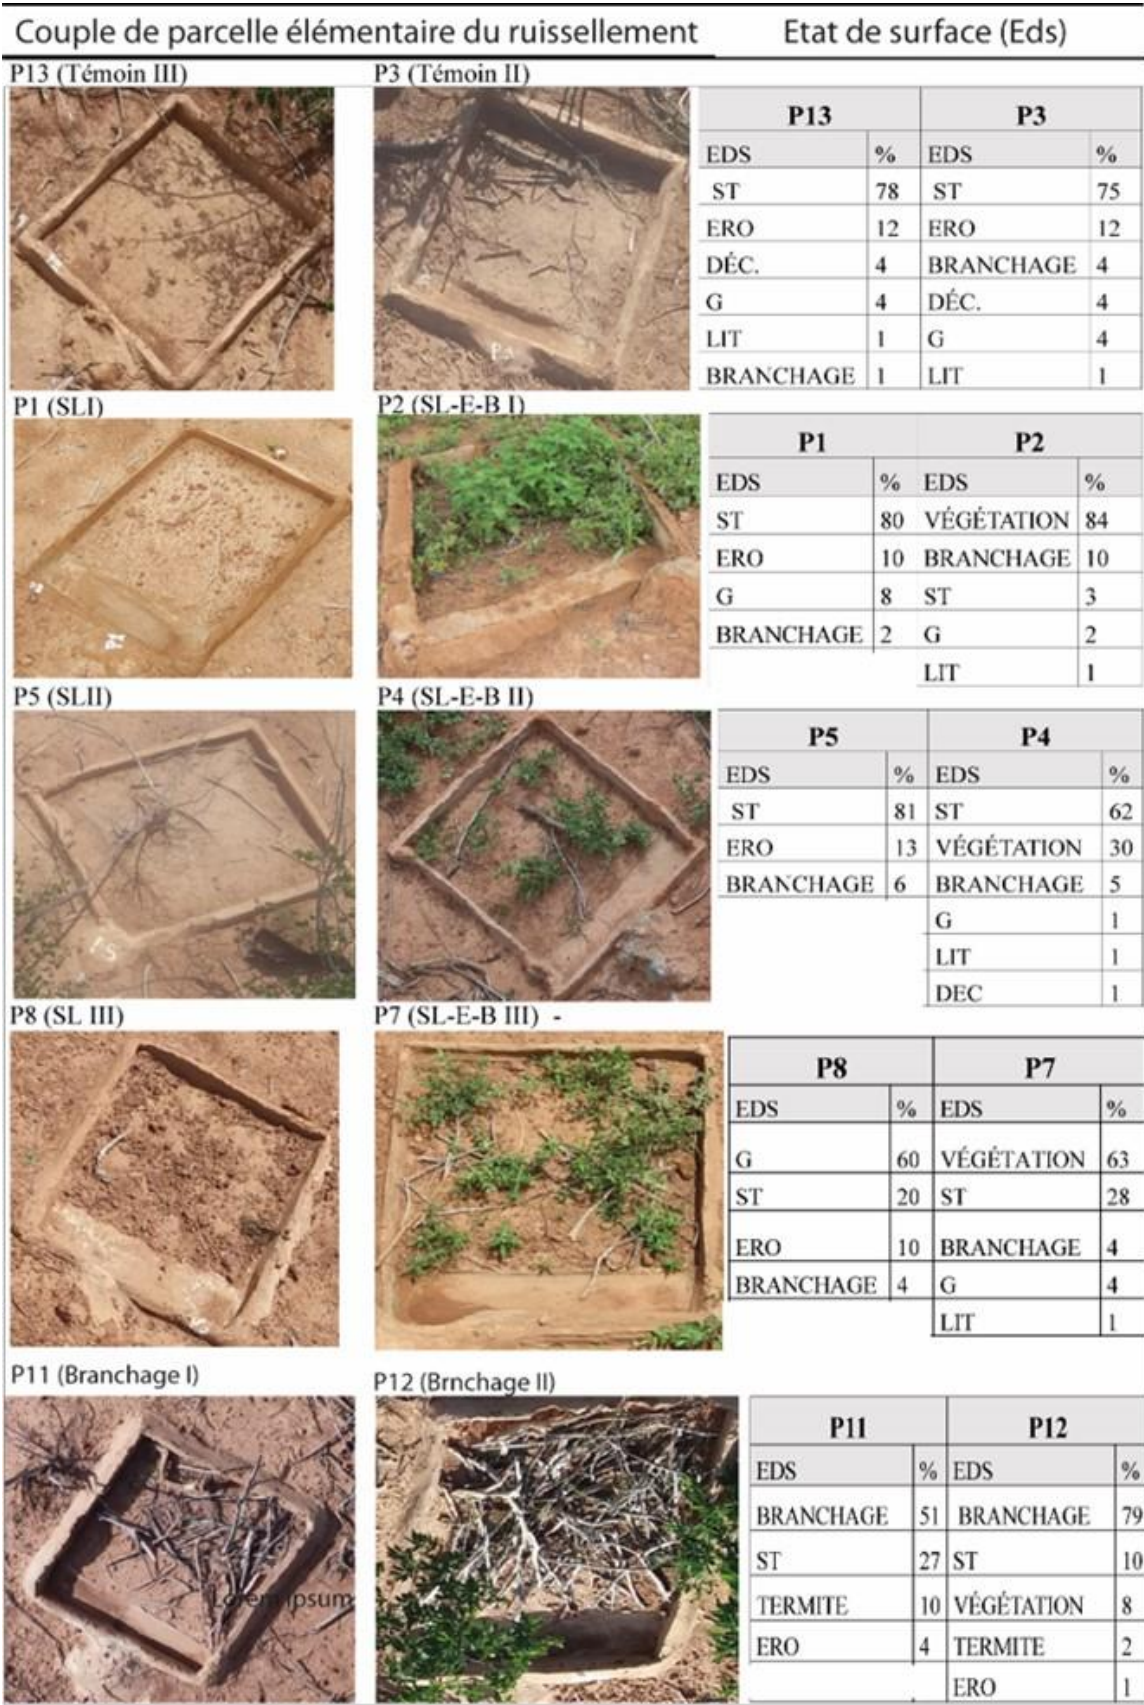 Couple de parcelle élémentaire du ruissellement Etat de surface (Eds)
P13 (Témoin III) P3 (Témoin II)
P13 P3
EDS % EDS %
ST 78 ST 75
ERO 12 ERO 12
DÉC. 4 BRANCHAGE 4
G 4 DÉC. 4
LIT 1 G 4
BRANCHAGE 1 LIT 1
P3
P1 (SLI) P2 (SL-E-B I)
P1 P2
EDS % EDS %
ST 80 VÉGÉTATION 84
ERO 10 BRANCHAGE 10
G 8 ST 3
BRANCHAGE 2 G 2
LIT 1
P1
P5 (SLII) P4 (SL-E-B II)
P5 P4
EDS % EDS %
ST 81 ST 62
ERO 13 VÉGÉTATION 30
BRANCHAGE 6 BRANCHAGE 5
G 1
LIT 1
DEC 1
P5
P8 (SL III) P7 (SL-E-B III) -
P8 P7
EDS % EDS %
G 60 VÉGÉTATION 63
ST 20 ST 28
ERO 10 BRANCHAGE 4
BRANCHAGE 4 G 4
LIT 1
P11 (Branchage I) P12 (Brnchage II)
P11 P12
EDS % EDS %
BRANCHAGE 51 BRANCHAGE 79
ST 27 ST 10
TERMITE 10 VÉGÉTATION 8
ERO 4 TERMITE 2
ERO 1
Lorem ipsum